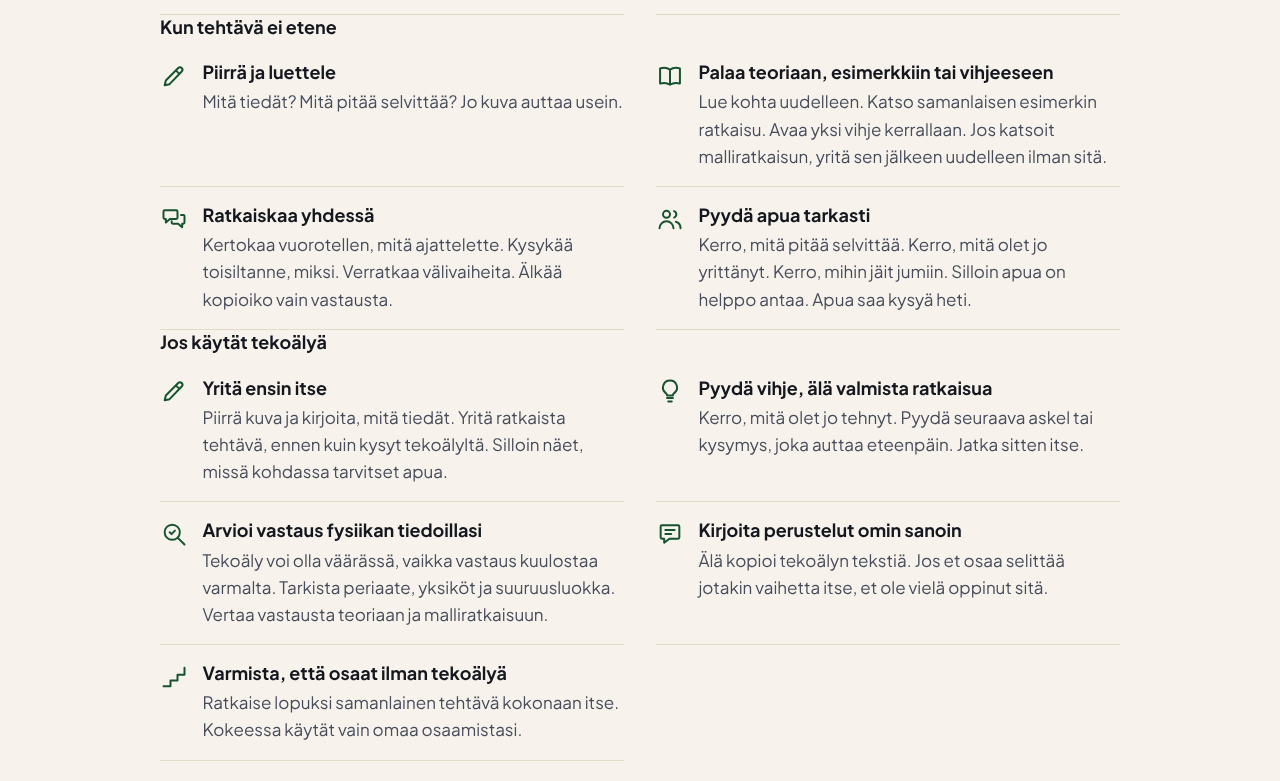 Kun tehtävä ei etene
Piirrä ja luettele
Mitä tiedät? Mitä pitää selvittää? Jo kuva auttaa usein.
Palaa teoriaan, esimerkkiin tai vihjeeseen
Lue kohta uudelleen. Katso samanlaisen esimerkin
ratkaisu. Avaa yksi vihje kerrallaan. Jos katsoit
malliratkaisun, yritä sen jälkeen uudelleen ilman sitä.
Ratkaiskaa yhdessä
Kertokaa vuorotellen, mitä ajattelette. Kysykää
toisiltanne, miksi. Verratkaa välivaiheita. Älkää
kopioiko vain vastausta.
Pyydä apua tarkasti
Kerro, mitä pitää selvittää. Kerro, mitä olet jo
yrittänyt. Kerro, mihin jäit jumiin. Silloin apua on
helppo antaa. Apua saa kysyä heti.
Jos käytät tekoälyä
Yritä ensin itse
Piirrä kuva ja kirjoita, mitä tiedät. Yritä ratkaista
tehtävä, ennen kuin kysyt tekoälyltä. Silloin näet,
missä kohdassa tarvitset apua.
Pyydä vihje, älä valmista ratkaisua
Kerro, mitä olet jo tehnyt. Pyydä seuraava askel tai
kysymys, joka auttaa eteenpäin. Jatka sitten itse.
Arvioi vastaus fysiikan tiedoillasi
Tekoäly voi olla väärässä, vaikka vastaus kuulostaa
varmalta. Tarkista periaate, yksiköt ja suuruusluokka.
Vertaa vastausta teoriaan ja malliratkaisuun.
Kirjoita perustelut omin sanoin
Älä kopioi tekoälyn tekstiä. Jos et osaa selittää
jotakin vaihetta itse, et ole vielä oppinut sitä.
Varmista, että osaat ilman tekoälyä
Ratkaise lopuksi samanlainen tehtävä kokonaan itse.
Kokeessa käytät vain omaa osaamistasi.